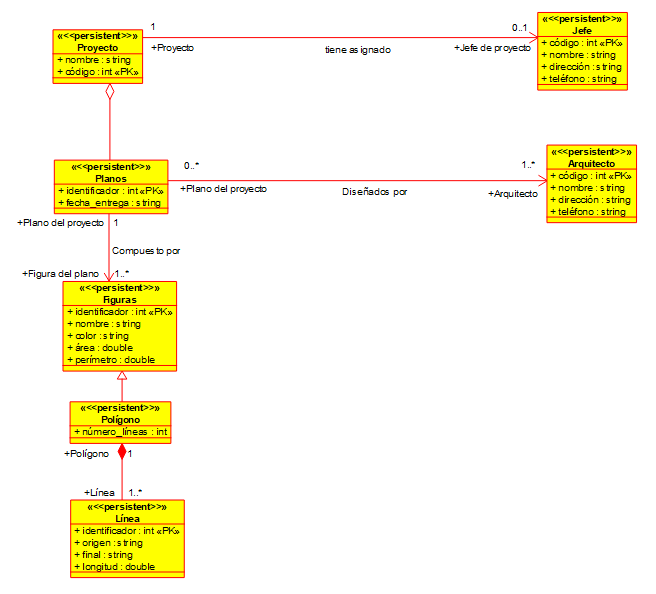 «<<persistent>>»
Proyecto
+ nombre : string
+ código : int «PK»
1
+Proyecto
tiene asignado
0..1
+Jefe de proyecto
«<<persistent>>»
Jefe
+ código : int «PK»
+ nombre : string
+ dirección : string
+ teléfono : string
«<<persistent>>»
Planos
+ identificador : int «PK»
+ fecha_entrega : string
0..*
+Plano del proyecto
Diseñados por
1..*
+Arquitecto
«<<persistent>>»
Arquitecto
+ código : int «PK»
+ nombre : string
+ dirección : string
+ teléfono : string
+Plano del proyecto
1
Compuesto por
+Figura del plano
1..*
«<<persistent>>»
Figuras
+ identificador : int «PK»
+ nombre : string
+ color : string
+ área : double
+ perímetro : double
«<<persistent>>»
Polígono
+ número_líneas : int
+Polígono
1
+Línea
1..*
«<<persistent>>»
Línea
+ identificador : int «PK»
+ origen : string
+ final : string
+ longitud : double